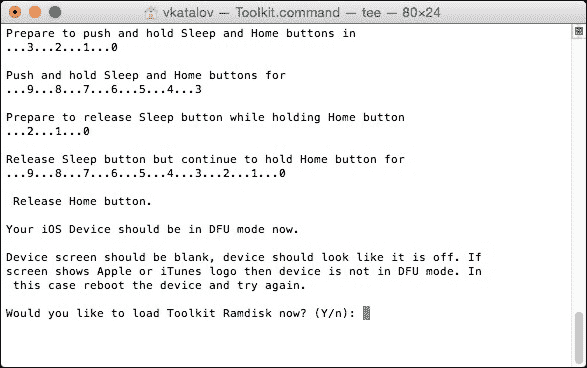 vkatalov — Toolkit.command — tee — 80×24
Prepare to push and hold Sleep and Home buttons in
...3...2...1...0
Push and hold Sleep and Home buttons for
...9...8...7...6...5...4...3
Prepare to release Sleep button while holding Home button
...2...1...0
Release Sleep button but continue to hold Home button for
...9...8...7...6...5...4...3...2...1...0
Release Home button.
Your iOS Device should be in DFU mode now.
Device screen should be blank, device should look like it is off. If
screen shows Apple or iTunes logo then device is not in DFU mode. In
this case reboot the device and try again.
Would you like to load Toolkit Ramdisk now? (Y/n):